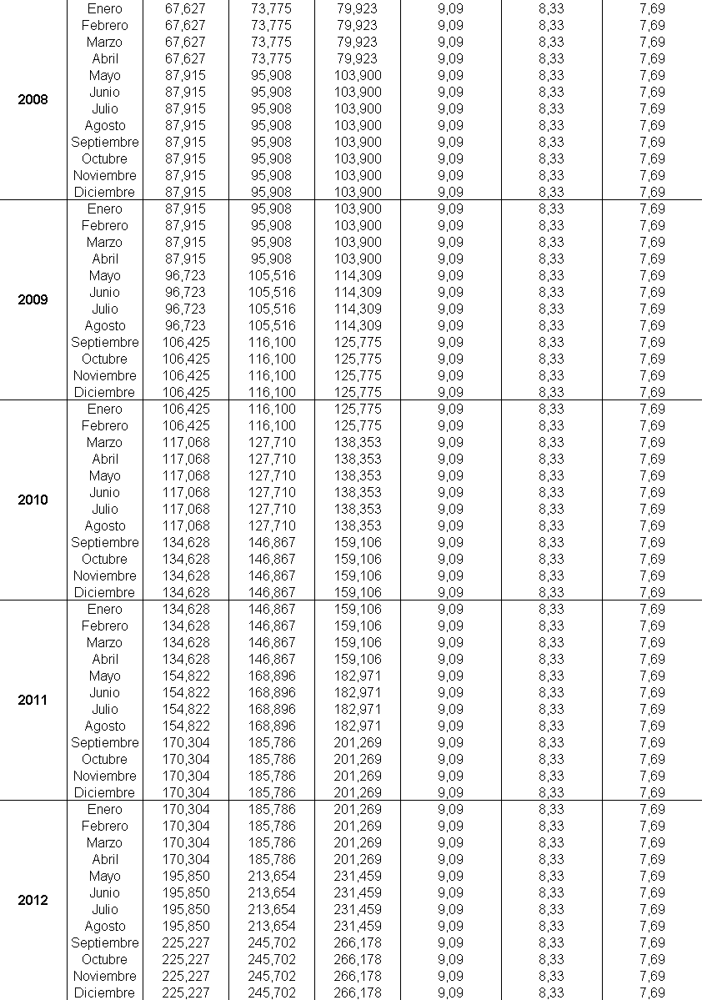 Enero 67,627 73,775 79,923 9,09 8,33 7,69
Febrero 67,627 73,775 79,923 9,09 8,33 7,69
Marzo 67,627 73,775 79,923 9,09 8,33 7,69
Abril 67,627 73,775 79,923 9,09 8,33 7,69
Mayo 87,915 95,908 103,900 9,09 8,33 7,69
2008 Junio 87,915 95,908 103,900 9,09 8,33 7,69
Julio 87,915 95,908 103,900 9,09 8,33 7,69
Agosto 87,915 95,908 103,900 9,09 8,33 7,69
Septiembre 87,915 95,908 103,900 9,09 8,33 7,69
Octubre 87,915 95,908 103,900 9,09 8,33 7,69
Noviembre 87,915 95,908 103,900 9,09 8,33 7,69
Diciembre 87,915 95,908 103,900 9,09 8,33 7,69
Enero 87,915 95,908 103,900 9,09 8,33 7,69
Febrero 87,915 95,908 103,900 9,09 8,33 7,69
Marzo 87,915 95,908 103,900 9,09 8,33 7,69
Abril 87,915 95,908 103,900 9,09 8,33 7,69
Mayo 96,723 105,516 114,309 9,09 8,33 7,69
2009 Junio 96,723 105,516 114,309 9,09 8,33 7,69
Julio 96,723 105,516 114,309 9,09 8,33 7,69
Agosto 96,723 105,516 114,309 9,09 8,33 7,69
Septiembre 106,425 116,100 125,775 9,09 8,33 7,69
Octubre 106,425 116,100 125,775 9,09 8,33 7,69
Noviembre 106,425 116,100 125,775 9,09 8,33 7,69
Diciembre 106,425 116,100 125,775 9,09 8,33 7,69
Enero 106,425 116,100 125,775 9,09 8,33 7,69
Febrero 106,425 116,100 125,775 9,09 8,33 7,69
Marzo 117,068 127,710 138,353 9,09 8,33 7,69
Abril 117,068 127,710 138,353 9,09 8,33 7,69
Mayo 117,068 127,710 138,353 9,09 8,33 7,69
2010 Junio 117,068 127,710 138,353 9,09 8,33 7,69
Julio 117,068 127,710 138,353 9,09 8,33 7,69
Agosto 117,068 127,710 138,353 9,09 8,33 7,69
Septiembre 134,628 146,867 159,106 9,09 8,33 7,69
Octubre 134,628 146,867 159,106 9,09 8,33 7,69
Noviembre 134,628 146,867 159,106 9,09 8,33 7,69
Diciembre 134,628 146,867 159,106 9,09 8,33 7,69
Enero 134,628 146,867 159,106 9,09 8,33 7,69
Febrero 134,628 146,867 159,106 9,09 8,33 7,69
Marzo 134,628 146,867 159,106 9,09 8,33 7,69
Abril 134,628 146,867 159,106 9,09 8,33 7,69
Mayo 154,822 168,896 182,971 9,09 8,33 7,69
2011 Junio 154,822 168,896 182,971 9,09 8,33 7,69
Julio 154,822 168,896 182,971 9,09 8,33 7,69
Agosto 154,822 168,896 182,971 9,09 8,33 7,69
Septiembre 170,304 185,786 201,269 9,09 8,33 7,69
Octubre 170,304 185,786 201,269 9,09 8,33 7,69
Noviembre 170,304 185,786 201,269 9,09 8,33 7,69
Diciembre 170,304 185,786 201,269 9,09 8,33 7,69
Enero 170,304 185,786 201,269 9,09 8,33 7,69
Febrero 170,304 185,786 201,269 9,09 8,33 7,69
Marzo 170,304 185,786 201,269 9,09 8,33 7,69
Abril 170,304 185,786 201,269 9,09 8,33 7,69
Mayo 195,850 213,654 231,459 9,09 8,33 7,69
2012 Junio 195,850 213,654 231,459 9,09 8,33 7,69
Julio 195,850 213,654 231,459 9,09 8,33 7,69
Agosto 195,850 213,654 231,459 9,09 8,33 7,69
Septiembre 225,227 245,702 266,178 9,09 8,33 7,69
Octubre 225,227 245,702 266,178 9,09 8,33 7,69
Noviembre 225,227 245,702 266,178 9,09 8,33 7,69
Diciembre 225,227 245,702 266,178 9,09 8,33 7,69